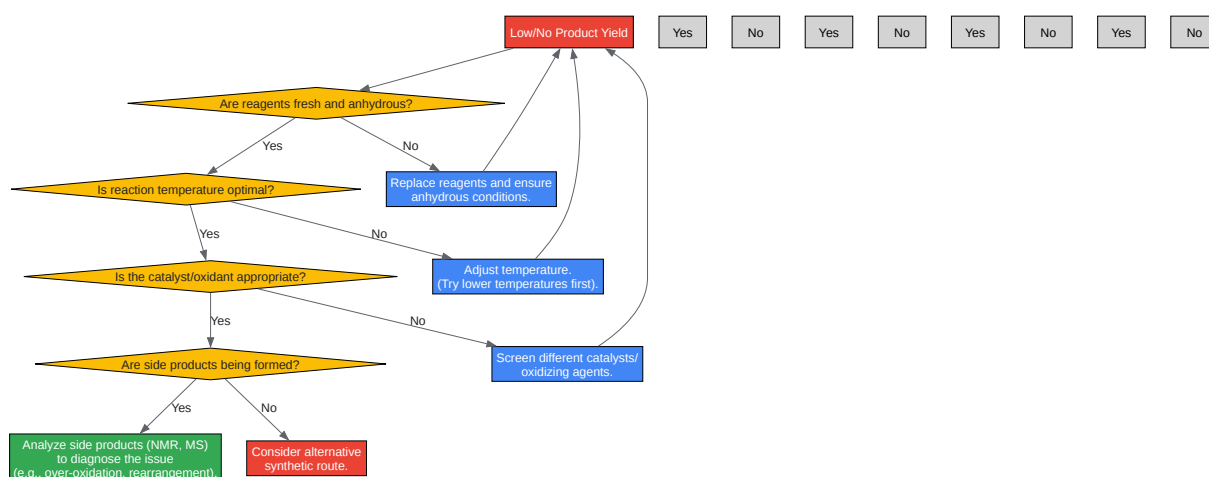 Low/No Product Yield
Yes
No
Yes
No
Yes
No
Yes
No
Are reagents fresh and anhydrous?
Yes
No
Is reaction temperature optimal?
Replace reagents and ensure
anhydrous conditions.
Yes
No
Is the catalyst/oxidant appropriate?
Adjust temperature.
(Try lower temperatures first).
Yes
No
Are side products being formed?
Screen different catalysts/
oxidizing agents.
Yes
No
Analyze side products (NMR, MS)
to diagnose the issue
(e.g., over-oxidation, rearrangement).
Consider alternative
synthetic route.